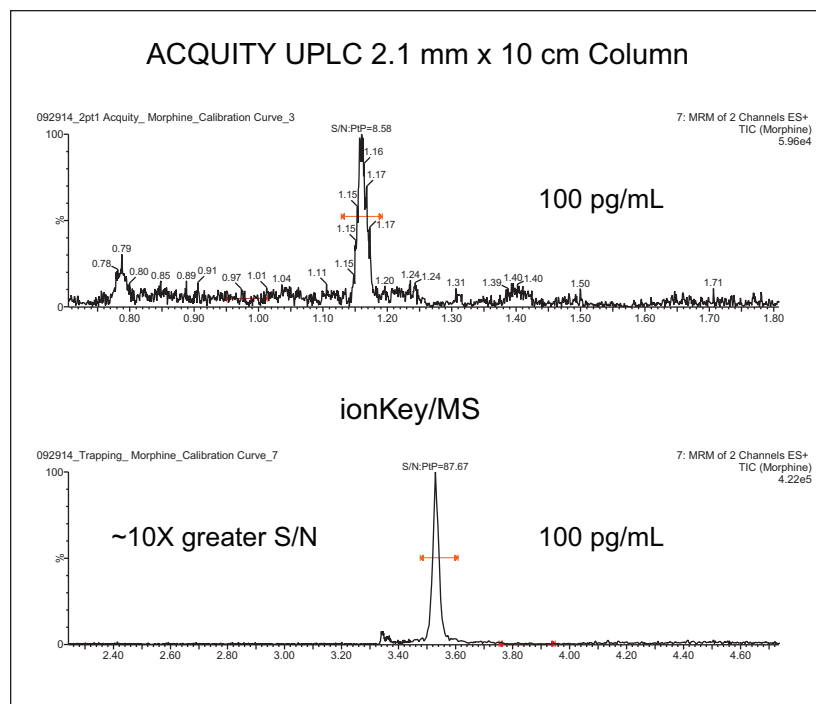 ACQUITY UPLC 2.1 mm x 10 cm Column
092914_2pt1 Acquity_ Morphine_Calibration Curve_3
7: MRM of 2 Channels ES+
TIC (Morphine)
5.96e4
S/N:PtP=8.58
100
%
0
1.16
1.17
1.15
1.17
1.15
1.15
100 pg/mL
0.79
0.78
0.80
0.85
0.89
0.91
0.97
1.01
1.04
1.11
1.20
1.24
1.24
1.31
1.39
1.40
1.40
1.50
1.71
0.80 0.90 1.00 1.10 1.20 1.30 1.40 1.50 1.60 1.70 1.80
ionKey/MS
092914_Trapping_ Morphine_Calibration Curve_7
7: MRM of 2 Channels ES+
TIC (Morphine)
4.22e5
S/N:PtP=87.67
100
%
0
~10X greater S/N
100 pg/mL
2.40 2.60 2.80 3.00 3.20 3.40 3.60 3.80 4.00 4.20 4.40 4.60